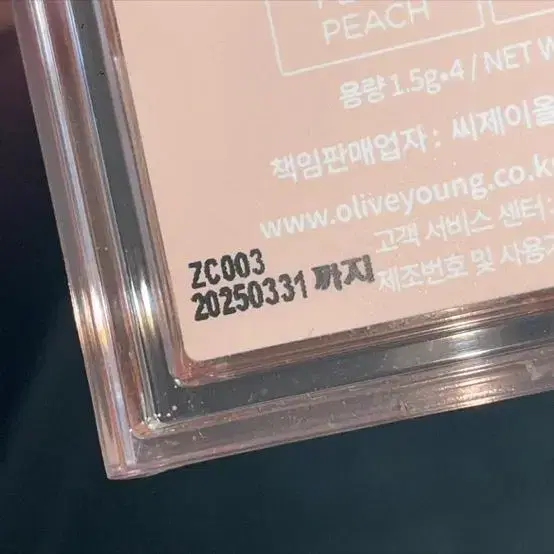 PEACH
용량 1.5g*4 / NET W
책임판매업자 : 씨제이올
www.oliveyoung.co.k
고객 서비스 센터
제조번호 및 사용기
ZC003
20250331 까지